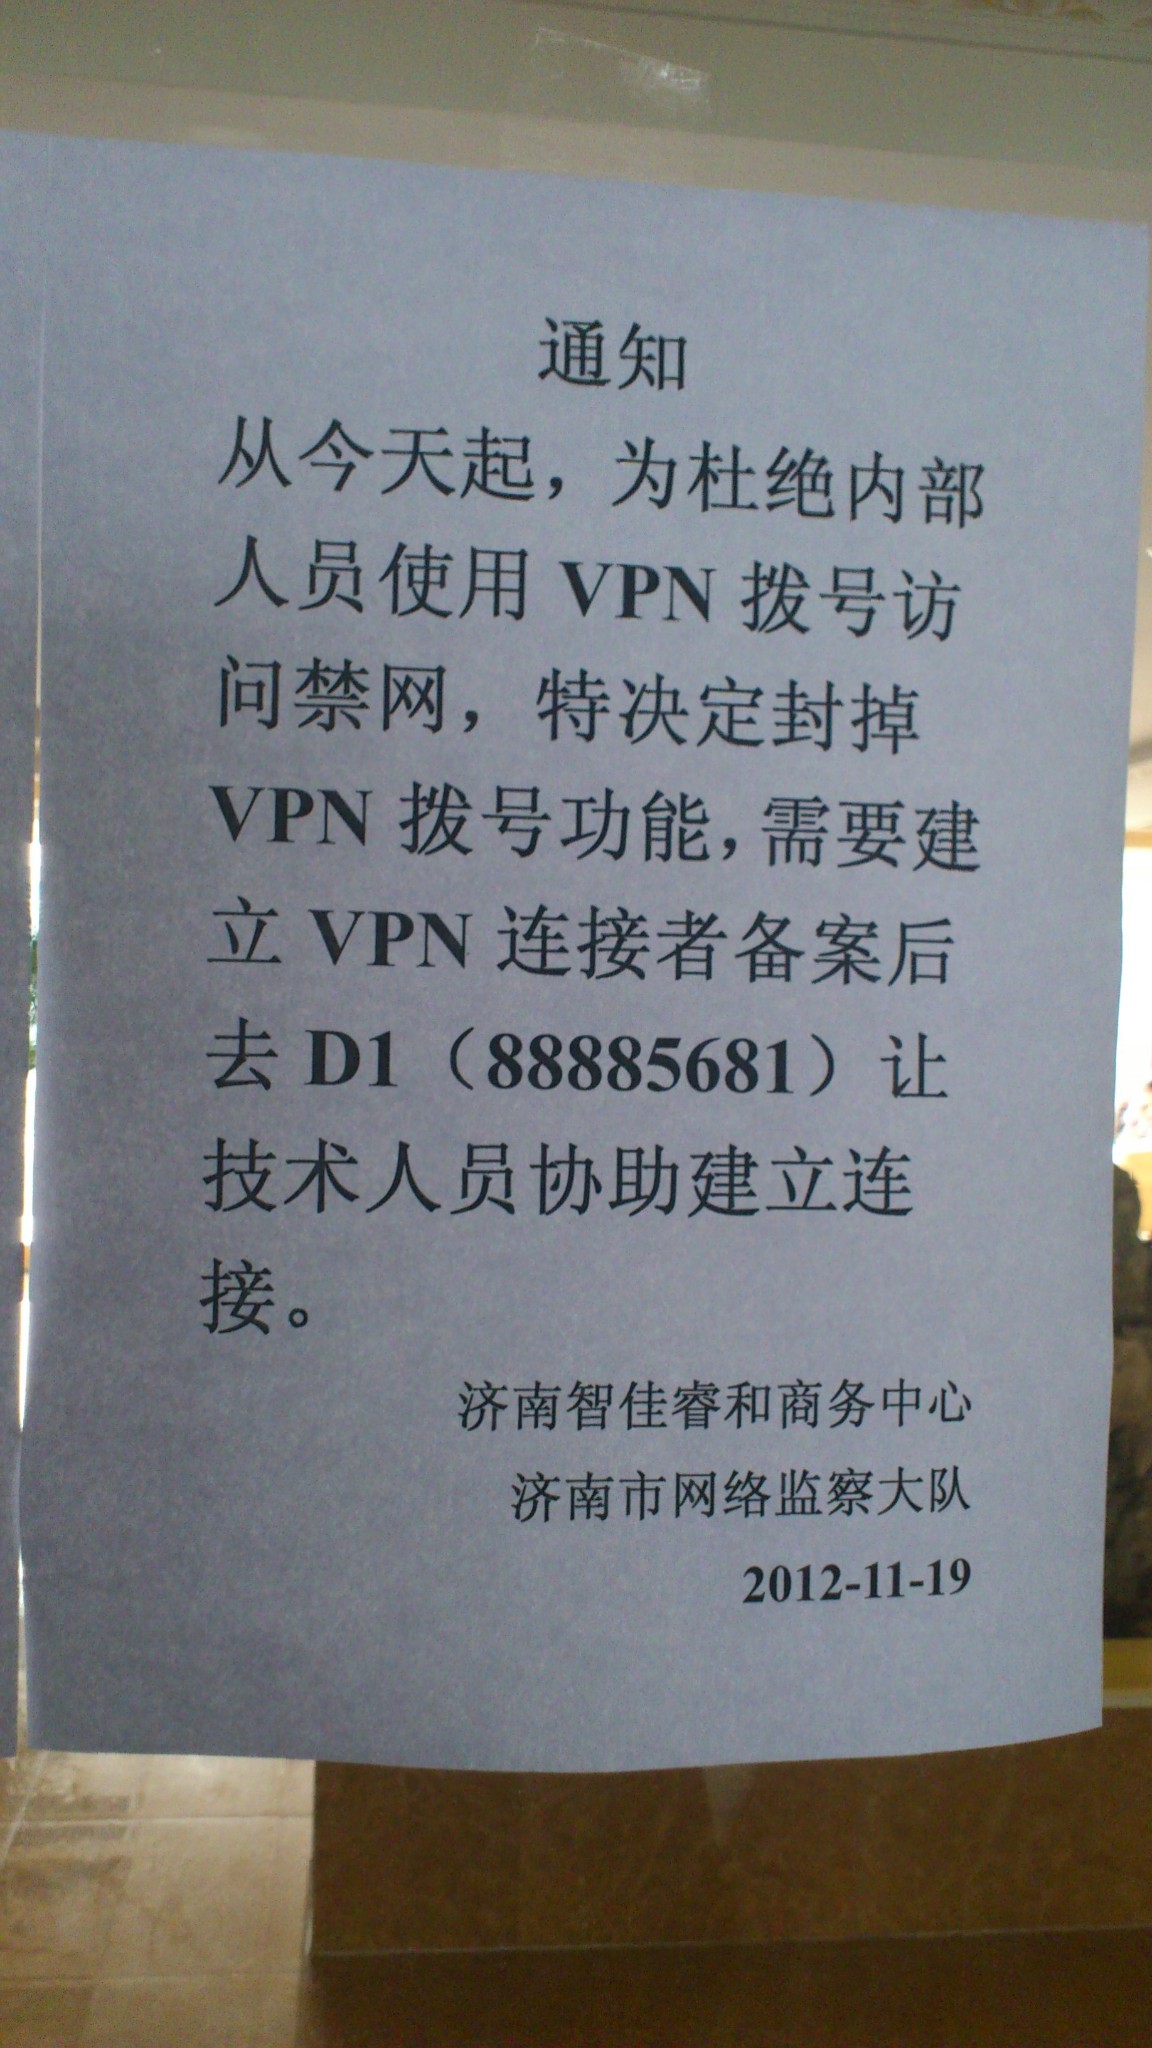 通知
从今天起，为杜绝内部
人员使用 VPN 拨号访
问禁网，特决定封掉
VPN 拨号功能，需要建
立 VPN 连接者备案后
去 D1（88885681）让
技术人员协助建立连
接。
济南智佳睿和商务中心
济南市网络监察大队
2012-11-19